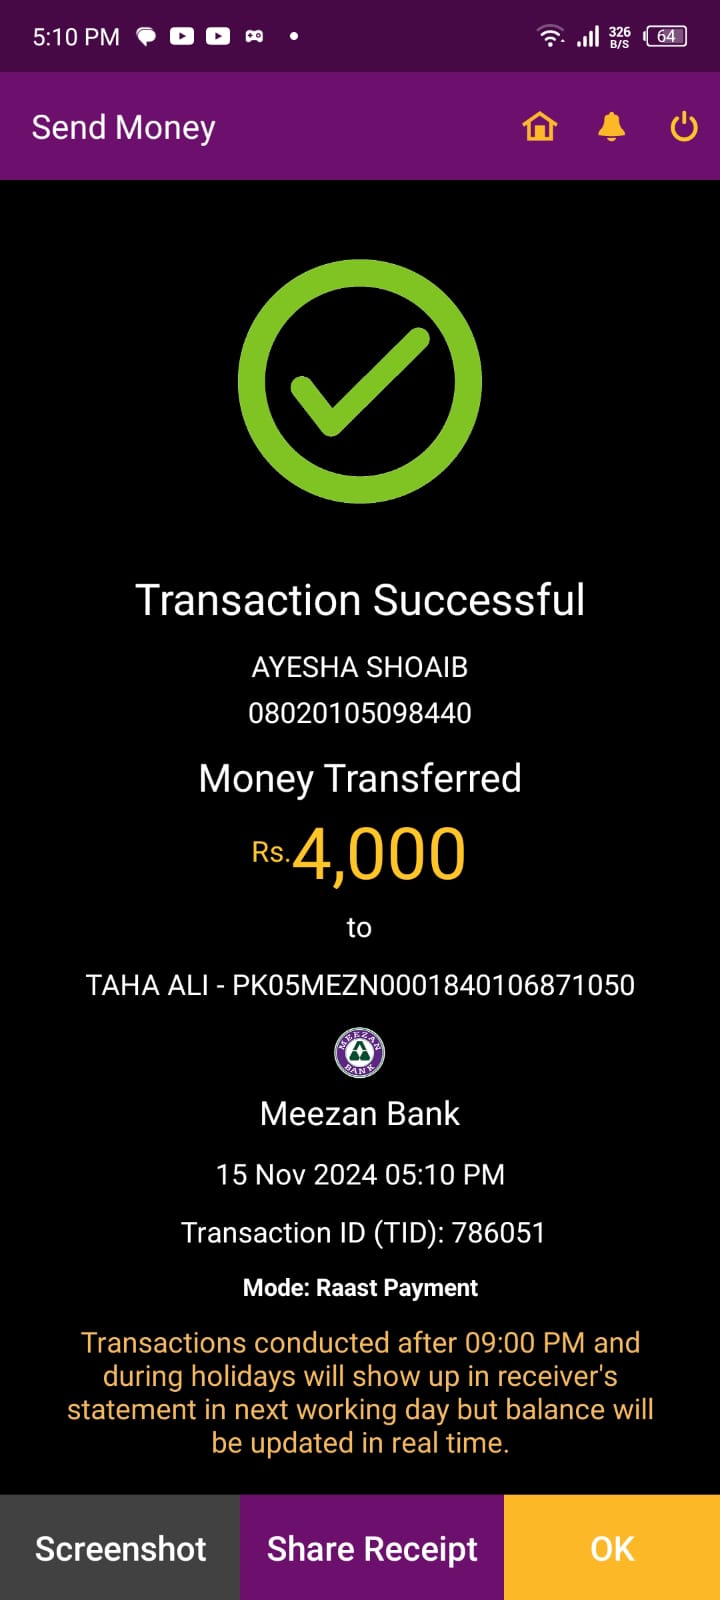 5:10 PM
326
B/S
64
Send Money
Transaction Successful
AYESHA SHOAIB
08020105098440
Money Transferred
Rs.4,000
to
TAHA ALI - PK05MEZN0001840106871050
MEEZAN
BANK
Meezan Bank
15 Nov 2024 05:10 PM
Transaction ID (TID): 786051
Mode: Raast Payment
Transactions conducted after 09:00 PM and
during holidays will show up in receiver's
statement in next working day but balance will
be updated in real time.
Screenshot
Share Receipt
OK